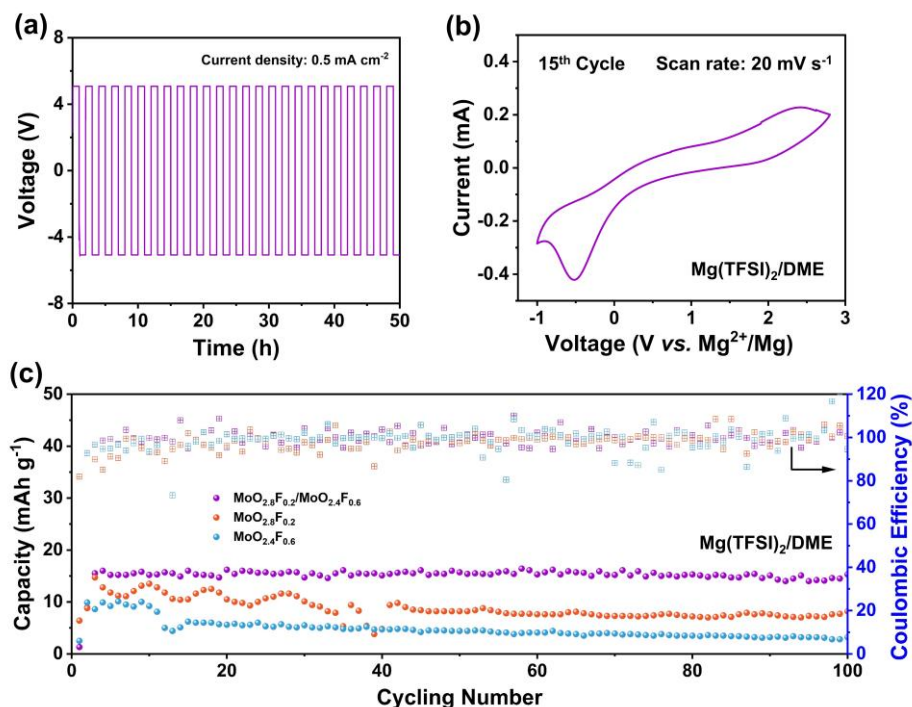 (a)
Current density: 0.5 mA cm⁻²
Voltage (V)
8
4
0
-4
-8
0 10 20 30 40 50
Time (h)
(b)
15ᵗʰ Cycle Scan rate: 20 mV s⁻¹
Current (mA)
0.4
0.2
0.0
-0.2
-0.4
Mg(TFSI)₂/DME
-1 0 1 2 3
Voltage (V vs. Mg²⁺/Mg)
(c)
Capacity (mAh g⁻¹)
50
40
30
20
10
0
MoO₂.₈F₀.₂/MoO₂.₄F₀.₆
MoO₂.₈F₀.₂
MoO₂.₄F₀.₆
Mg(TFSI)₂/DME
120
100
80
60
40
20
0
Coulombic Efficiency (%)
0 20 40 60 80 100
Cycling Number